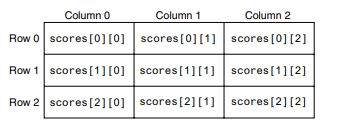 Column 0 Column 1 Column 2
Row 0 scores[0][0] scores[0][1] scores[0][2]
Row 1 scores[1][0] scores[1][1] scores[1][2]
Row 2 scores[2][0] scores[2][1] scores[2][2]